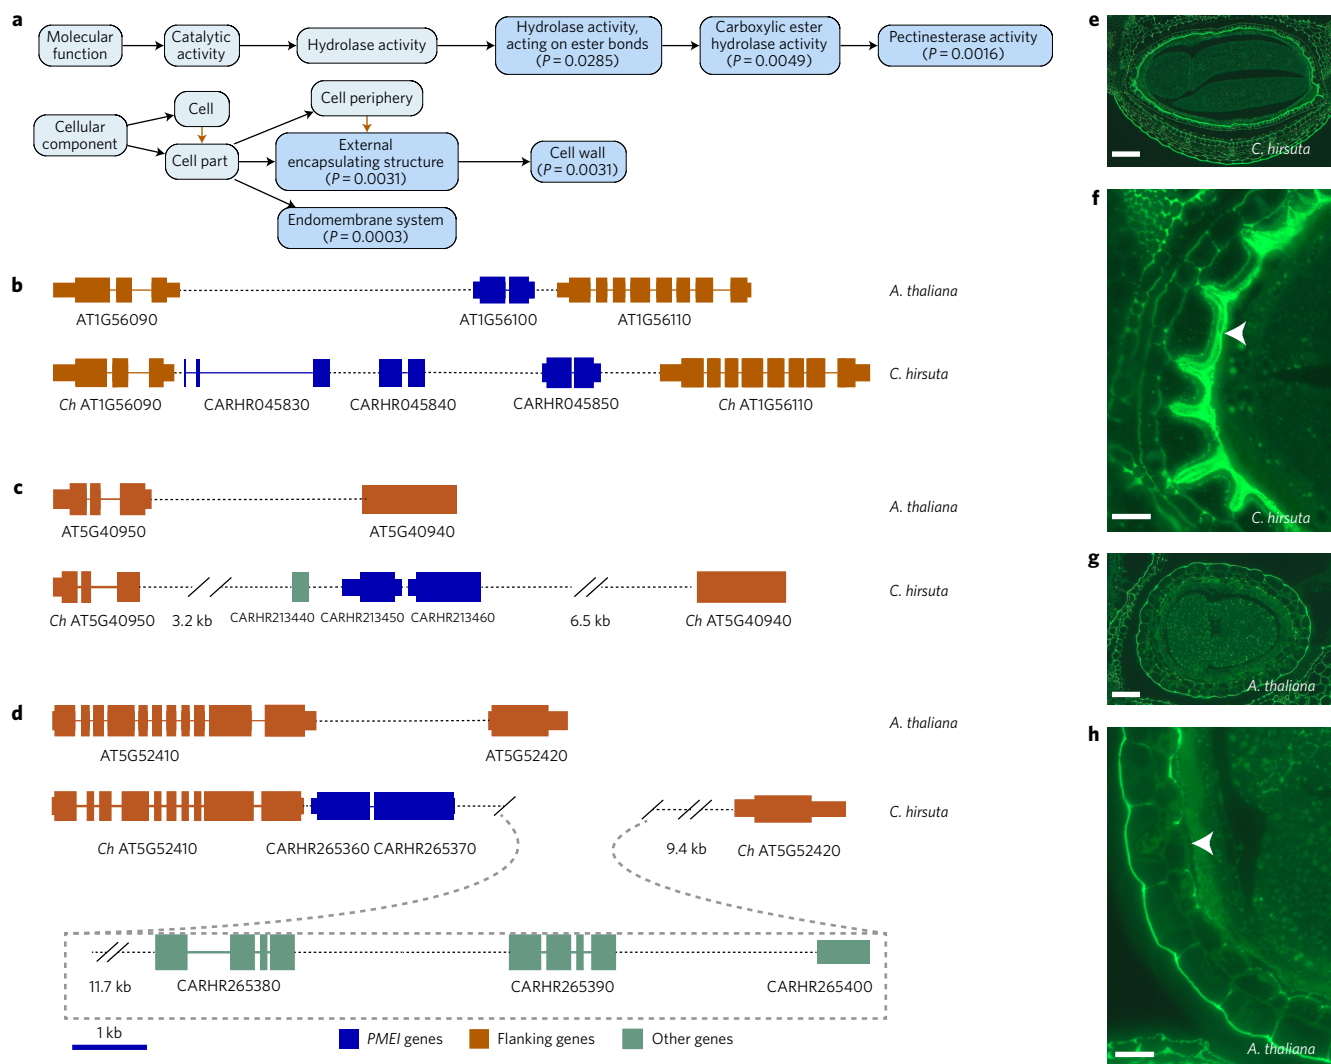 a
Molecular
function
Catalytic
activity
Hydrolase activity
Hydrolase activity,
acting on ester bonds
(P = 0.0285)
Carboxylic ester
hydrolase activity
(P = 0.0049)
Pectinesterase activity
(P = 0.0016)
Cellular
component
Cell
Cell part
Cell periphery
External
encapsulating structure
(P = 0.0031)
Cell wall
(P = 0.0031)
Endomembrane system
(P = 0.0003)
b
A. thaliana
AT1G56090
AT1G56100
AT1G56110
C. hirsuta
Ch AT1G56090
CARHR045830
CARHR045840
CARHR045850
Ch AT1G56110
c
A. thaliana
AT5G40950
AT5G40940
C. hirsuta
Ch AT5G40950
3.2 kb
CARHR213440
CARHR213450
CARHR213460
6.5 kb
Ch AT5G40940
d
A. thaliana
AT5G52410
AT5G52420
C. hirsuta
Ch AT5G52410
CARHR265360
CARHR265370
9.4 kb
Ch AT5G52420
11.7 kb
CARHR265380
CARHR265390
CARHR265400
1 kb
PMEI genes
Flanking genes
Other genes
e
C. hirsuta
f
C. hirsuta
g
A. thaliana
h
A. thaliana